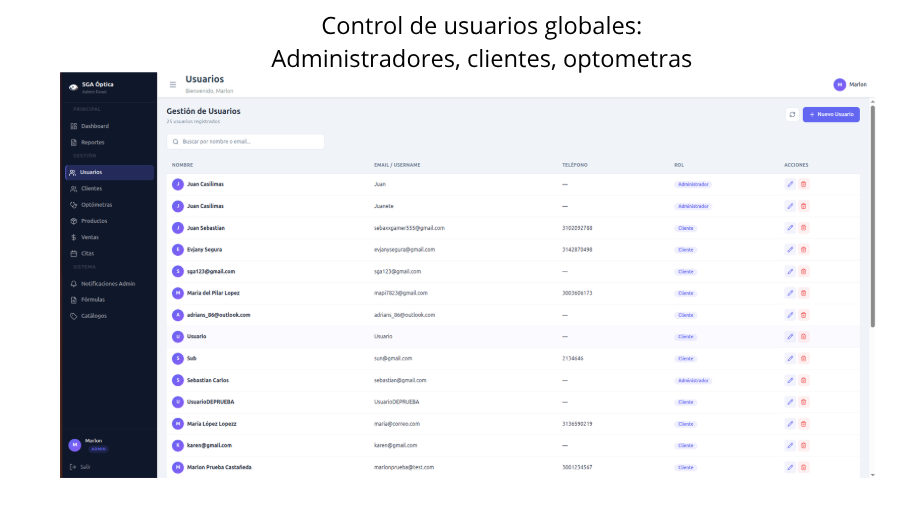 Control de usuarios globales:
Administradores, clientes, optometras
SGA Óptica
PRINCIPAL
Dashboard
Reportes
GESTIÓN
Usuarios
Clientes
Optómetras
Productos
Ventas
Citas
SISTEMA
Notificaciones Admin
Fórmulas
Catálogos
M Marlon
ADMIN
Salir
Usuarios
Bienvenido, Marlon
M Marlon
Gestión de Usuarios
25 usuarios registrados
+ Nuevo Usuario
Buscar por nombre o email...
NOMBRE EMAIL / USERNAME TELÉFONO ROL ACCIONES
J Juan Casilimas Juan — Administrador
J Juan Casilimas Juanete — Administrador
J Juan Sebastian sebaxxgamer555@gmail.com 3102092788 Cliente
E Evjany Segura evjanysegura@gmail.com 3142870498 Cliente
S sga123@gmail.com sga123@gmail.com — Cliente
M Maria del Pilar Lopez mapi7823@gmail.com 3003606173 Cliente
A adrians_86@outlook.com adrians_86@outlook.com — Cliente
U Usuario Usuario — Cliente
S Sub sun@gmail.com 2134646 Cliente
S Sebastian Carlos sebastian@gmail.com — Administrador
U UsuarioDEPRUEBA UsuarioDEPRUEBA — Cliente
M María López Lopezz maria@correo.com 3136590219 Cliente
K karen@gmail.com karen@gmail.com — Cliente
M Marlon Prueba Castañeda marlonprueba@test.com 3001234567 Cliente